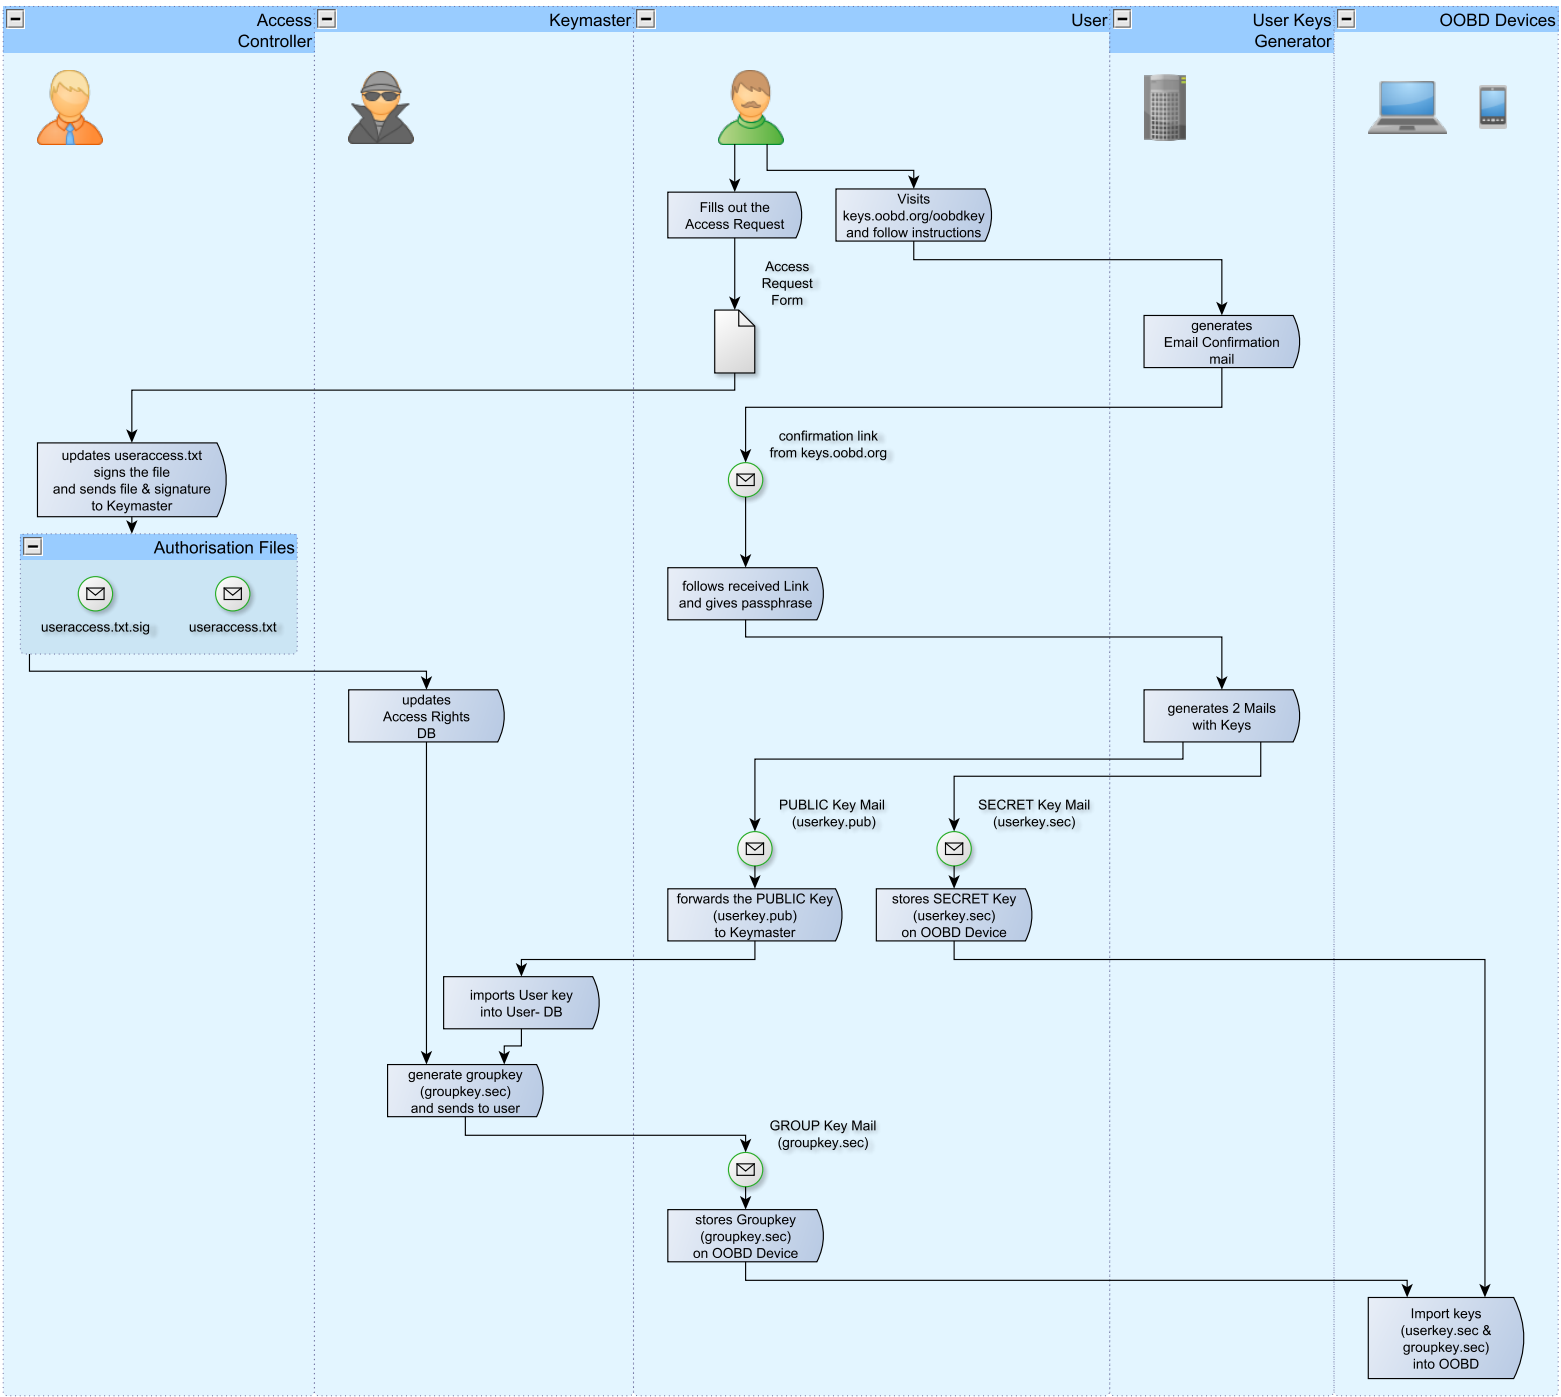 Access
Controller
Keymaster
User
User Keys
Generator
OOBD Devices
Fills out the
Access Request
Visits
keys.oobd.org/oobdkey
and follow instructions
Access
Request
Form
generates
Email Confirmation
mail
confirmation link
from keys.oobd.org
updates useraccess.txt
signs the file
and sends file & signature
to Keymaster
Authorisation Files
useraccess.txt.sig
useraccess.txt
follows received Link
and gives passphrase
updates
Access Rights
DB
generates 2 Mails
with Keys
PUBLIC Key Mail
(userkey.pub)
SECRET Key Mail
(userkey.sec)
forwards the PUBLIC Key
(userkey.pub)
to Keymaster
stores SECRET Key
(userkey.sec)
on OOBD Device
imports User key
into User- DB
generate groupkey
(groupkey.sec)
and sends to user
GROUP Key Mail
(groupkey.sec)
stores Groupkey
(groupkey.sec)
on OOBD Device
Import keys
(userkey.sec &
groupkey.sec)
into OOBD